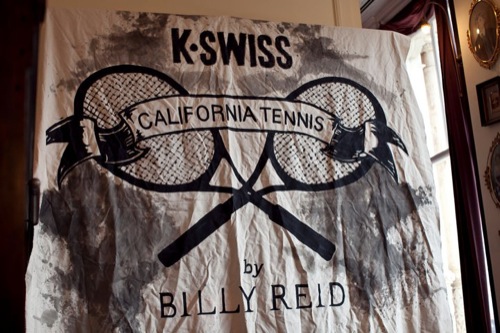 K·SWISS
CALIFORNIA TENNIS
by
BILLY REID